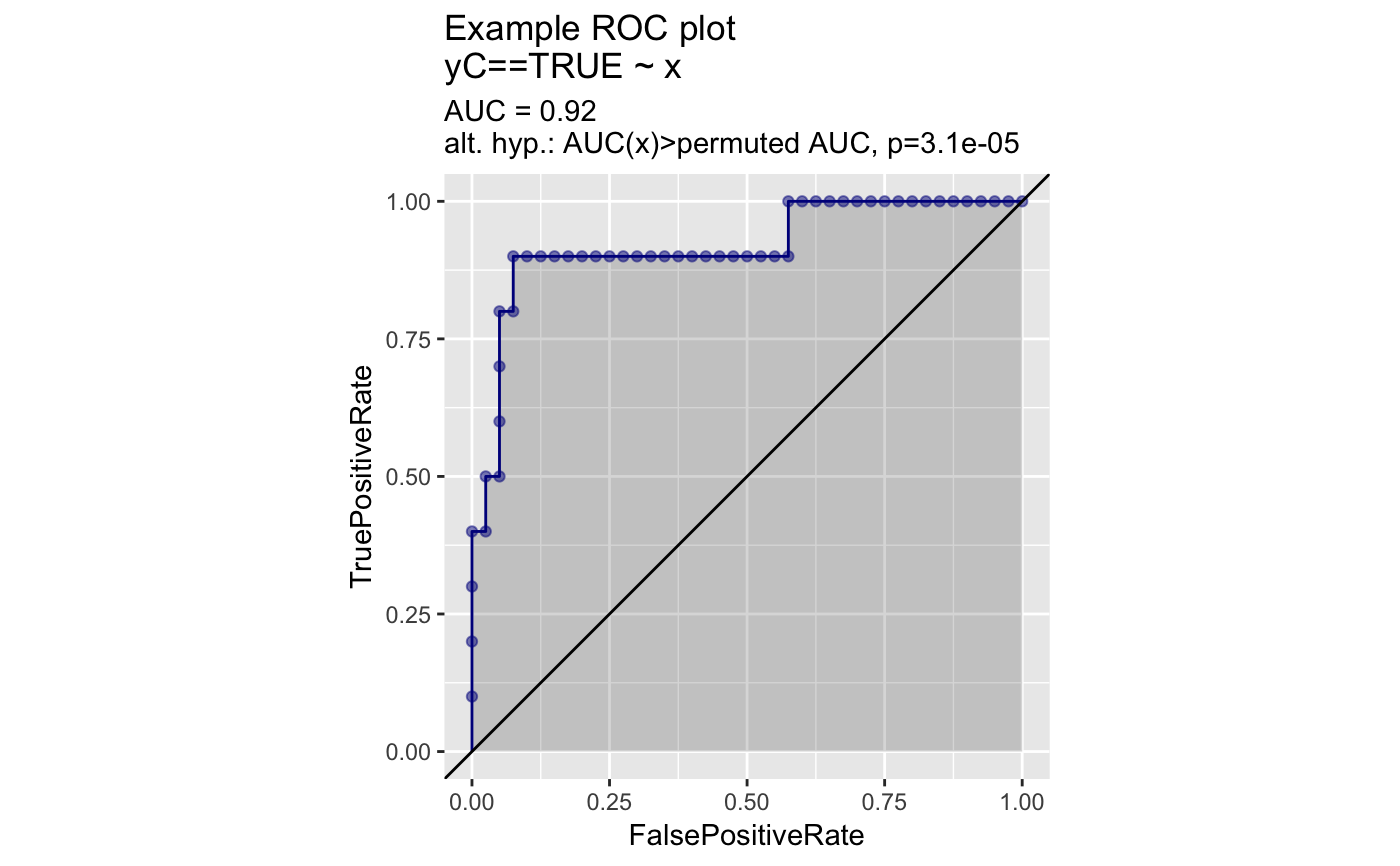 Example ROC plot
yC==TRUE ~ x
AUC = 0.92
alt. hyp.: AUC(x)>permuted AUC, p=3.1e-05
TruePositiveRate
1.00
0.75
0.50
0.25
0.00
0.00 0.25 0.50 0.75 1.00
FalsePositiveRate